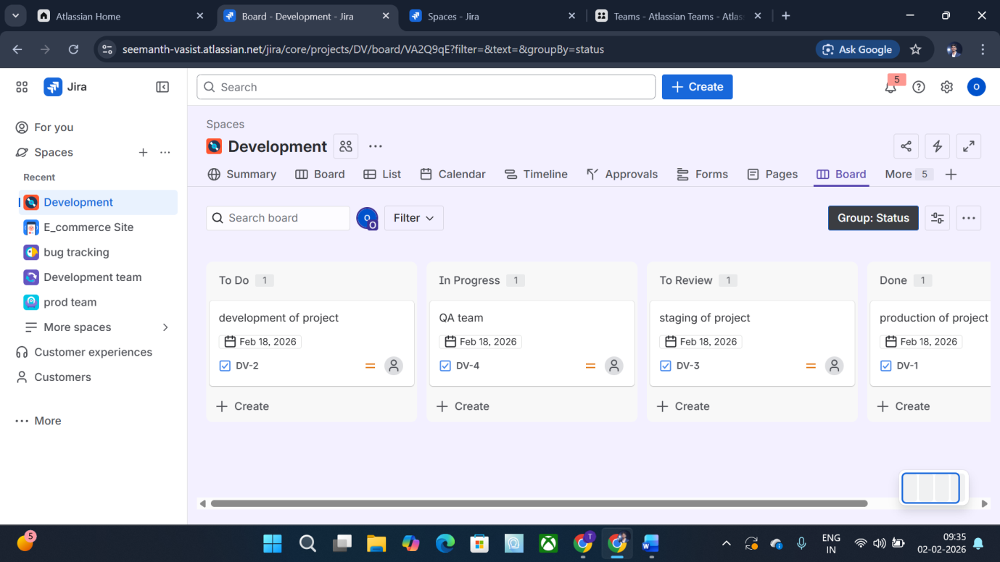 Atlassian Home
Board - Development - Jira
Spaces - Jira
Teams - Atlassian Teams - Atlas
seemanth-vasist.atlassian.net/jira/core/projects/DV/board/VA2Q9qE?filter=&text=&groupBy=status
Ask Google
Jira
Search
Create
5
O
For you
Spaces
Recent
Development
E_commerce Site
bug tracking
Development team
prod team
More spaces
Customer experiences
Customers
More
Spaces
Development
Summary
Board
List
Calendar
Timeline
Approvals
Forms
Pages
Board
More 5
Search board
O
O
Filter
Group: Status
To Do 1
development of project
Feb 18, 2026
DV-2
Create
In Progress 1
QA team
Feb 18, 2026
DV-4
Create
To Review 1
staging of project
Feb 18, 2026
DV-3
Create
Done 1
production of project
Feb 18, 2026
DV-1
Create
5
T
W
ENG
IN
09:35
02-02-2026